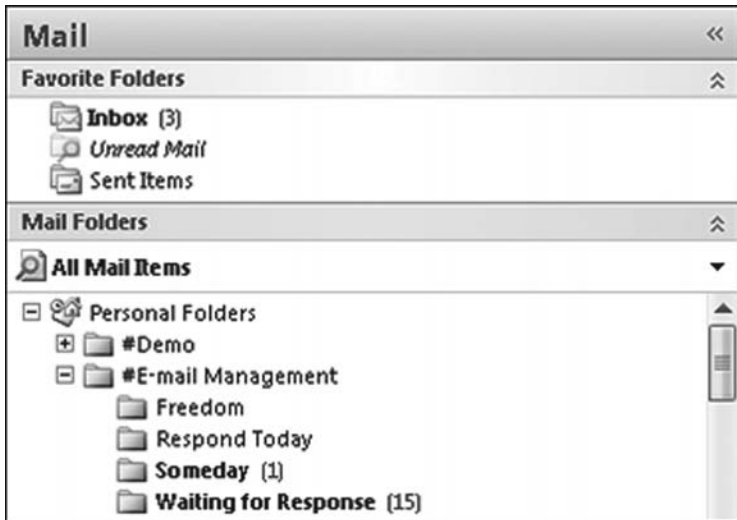 Mail
Favorite Folders
Inbox (3)
Unread Mail
Sent Items
Mail Folders
All Mail Items
Personal Folders
#Demo
#E-mail Management
Freedom
Respond Today
Someday (1)
Waiting for Response (15)